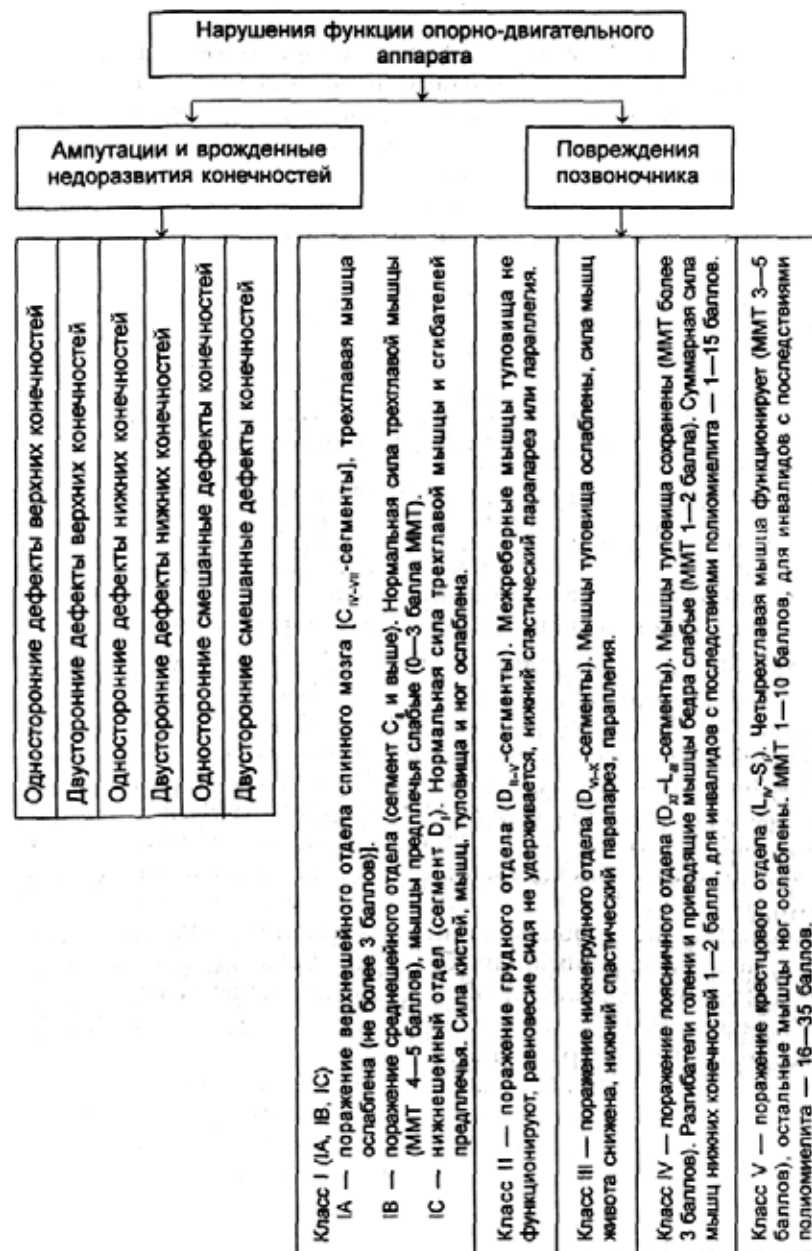 Нарушения функции опорно-двигательного
аппарата
Ампутации и врожденные
недоразвития конечностей
Повреждения
позвоночника
Односторонние дефекты верхних конечностей
Двусторонние дефекты верхних конечностей
Односторонние дефекты нижних конечностей
Двусторонние дефекты нижних конечностей
Односторонние смешанные дефекты конечностей
Двусторонние смешанные дефекты конечностей
Класс I (IA, IB, IC)
IA — поражение верхнешейного отдела спинного мозга [C_IV–VII-сегменты], трехглавая мышца
ослаблена (не более 3 баллов)].
IB — поражение среднешейного отдела (сегмент C_8 и выше). Нормальная сила трехглавой мышцы
(ММТ 4—5 баллов), мышцы предплечья слабые (0—3 балла ММТ).
IC — нижнешейный отдел (сегмент D_I). Нормальная сила трехглавой мышцы и сгибателей
предплечья. Сила кистей, мышц, туловища и ног ослаблена.
Класс II — поражение грудного отдела (D_II–V-сегменты). Межреберные мышцы туловища не
функционируют, равновесие сидя не удерживается, нижний спастический парапарез или параплегия.
Класс III — поражение нижнегрудного отдела (D_VI–X-сегменты). Мышцы туловища ослаблены, сила мышц
живота снижена, нижний спастический парапарез, параплегия.
Класс IV — поражение поясничного отдела (D_XI–L_III-сегменты). Мышцы туловища сохранены (ММТ более
3 баллов). Разгибатели голени и приводящие мышцы бедра слабые (ММТ 1—2 балла). Суммарная сила
мышц нижних конечностей 1—2 балла, для инвалидов с последствиями полиомиелита — 1—15 баллов.
Класс V — поражение крестцового отдела (L_IV–S_I). Четырехглавая мышца функционирует (ММТ 3—5
баллов), остальные мышцы ног ослаблены. ММТ 1—10 баллов, для инвалидов с последствиями
полиомиелита — 16—35 баллов.